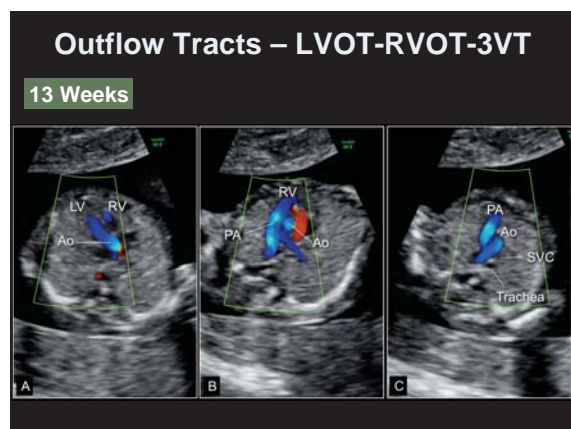 Outflow Tracts – LVOT-RVOT-3VT
13 Weeks
LV RV
Ao
A
RV
PA
Ao
B
PA
Ao
SVC
Trachea
C